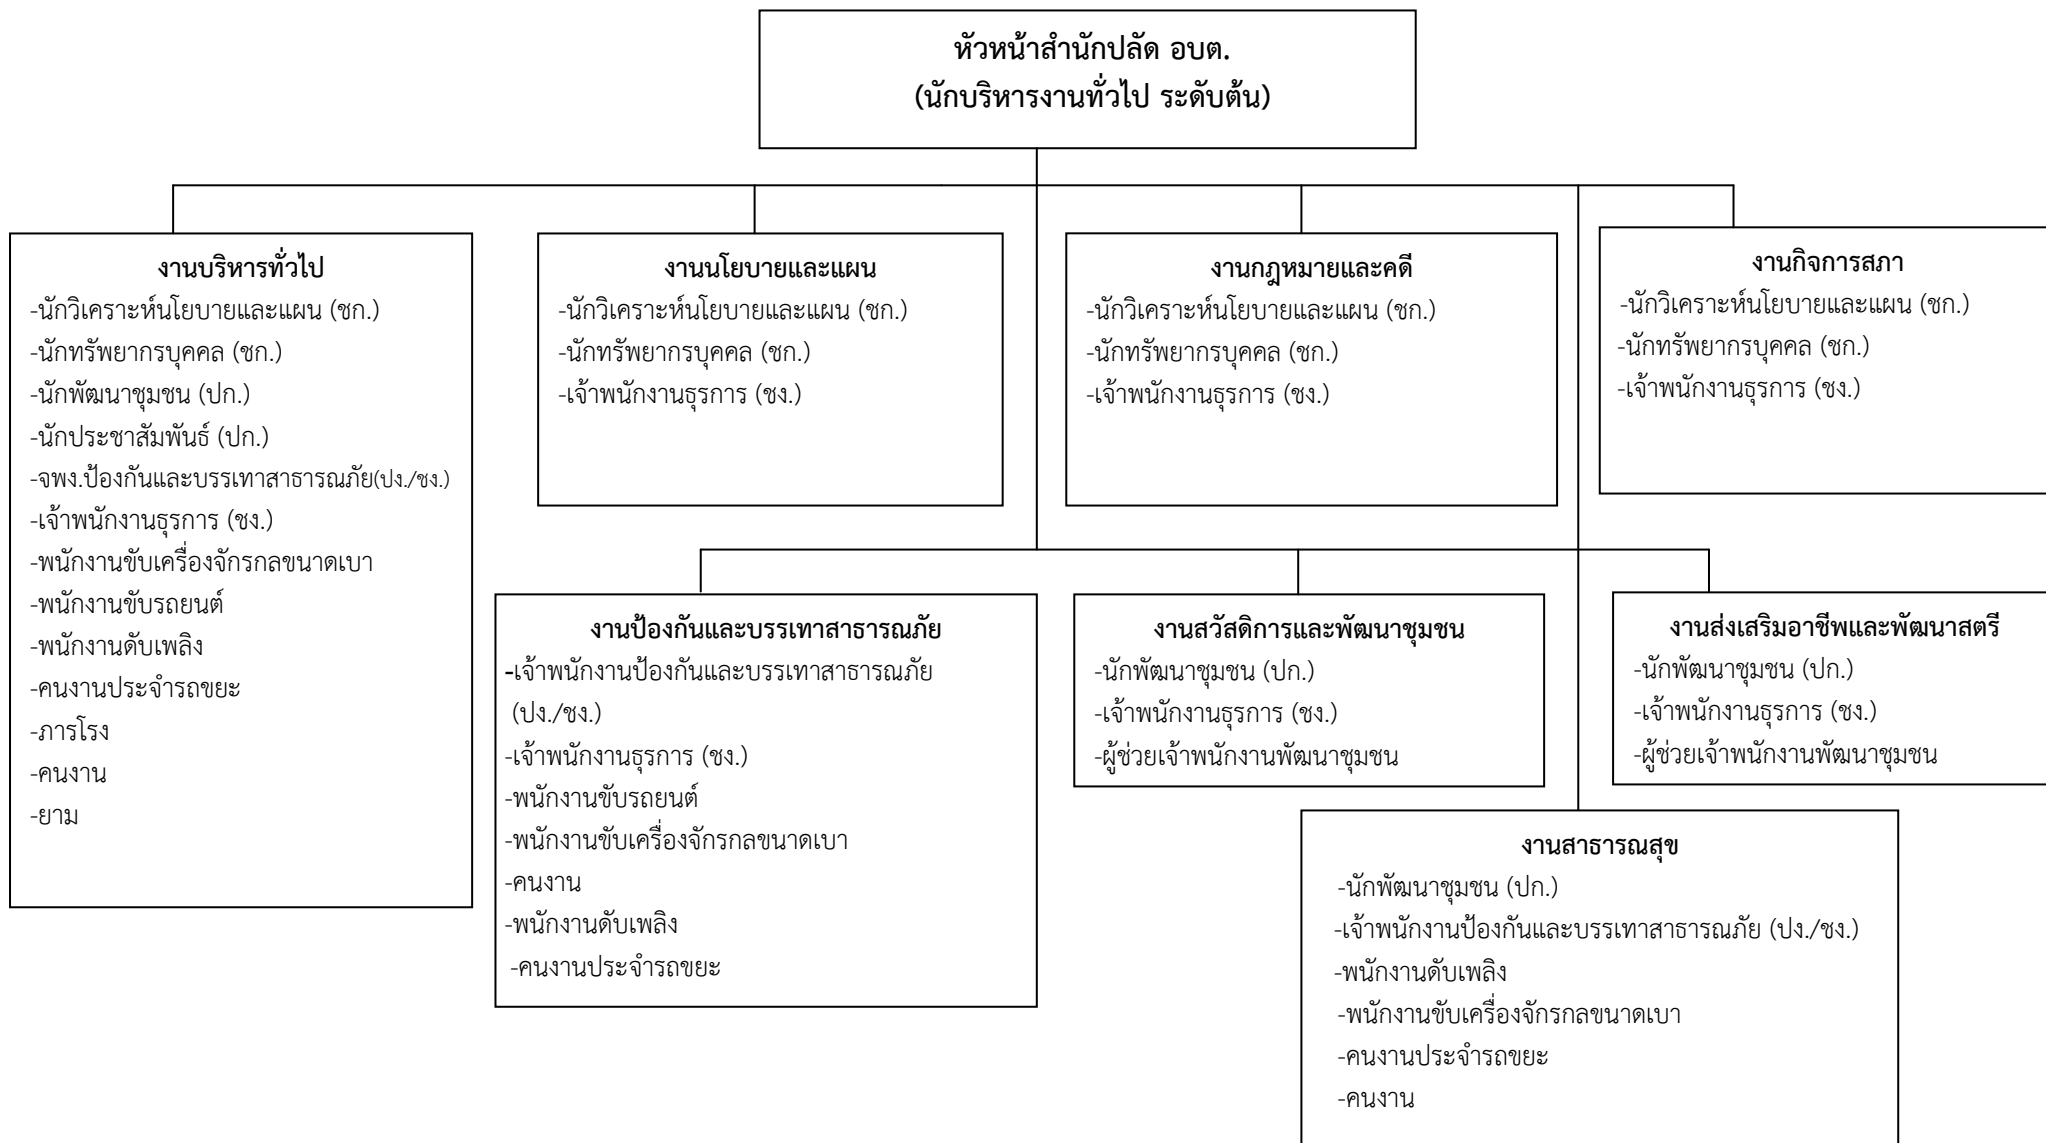 หัวหน้าสำนักปลัด อบต.
(นักบริหารงานทั่วไป ระดับต้น)
งานบริหารทั่วไป
-นักวิเคราะห์นโยบายและแผน (ชก.)
-นักทรัพยากรบุคคล (ชก.)
-นักพัฒนาชุมชน (ปก.)
-นักประชาสัมพันธ์ (ปก.)
-จพง.ป้องกันและบรรเทาสาธารณภัย(ปง./ชง.)
-เจ้าพนักงานธุรการ (ชง.)
-พนักงานขับเครื่องจักรกลขนาดเบา
-พนักงานขับรถยนต์
-พนักงานดับเพลิง
-คนงานประจำรถขยะ
-ภารโรง
-คนงาน
-ยาม
งานนโยบายและแผน
-นักวิเคราะห์นโยบายและแผน (ชก.)
-นักทรัพยากรบุคคล (ชก.)
-เจ้าพนักงานธุรการ (ชง.)
งานกฎหมายและคดี
-นักวิเคราะห์นโยบายและแผน (ชก.)
-นักทรัพยากรบุคคล (ชก.)
-เจ้าพนักงานธุรการ (ชง.)
งานกิจการสภา
-นักวิเคราะห์นโยบายและแผน (ชก.)
-นักทรัพยากรบุคคล (ชก.)
-เจ้าพนักงานธุรการ (ชง.)
งานป้องกันและบรรเทาสาธารณภัย
-เจ้าพนักงานป้องกันและบรรเทาสาธารณภัย
(ปง./ชง.)
-เจ้าพนักงานธุรการ (ชง.)
-พนักงานขับรถยนต์
-พนักงานขับเครื่องจักรกลขนาดเบา
-คนงาน
-พนักงานดับเพลิง
-คนงานประจำรถขยะ
งานสวัสดิการและพัฒนาชุมชน
-นักพัฒนาชุมชน (ปก.)
-เจ้าพนักงานธุรการ (ชง.)
-ผู้ช่วยเจ้าพนักงานพัฒนาชุมชน
งานส่งเสริมอาชีพและพัฒนาสตรี
-นักพัฒนาชุมชน (ปก.)
-เจ้าพนักงานธุรการ (ชง.)
-ผู้ช่วยเจ้าพนักงานพัฒนาชุมชน
งานสาธารณสุข
-นักพัฒนาชุมชน (ปก.)
-เจ้าพนักงานป้องกันและบรรเทาสาธารณภัย (ปง./ชง.)
-พนักงานดับเพลิง
-พนักงานขับเครื่องจักรกลขนาดเบา
-คนงานประจำรถขยะ
-คนงาน